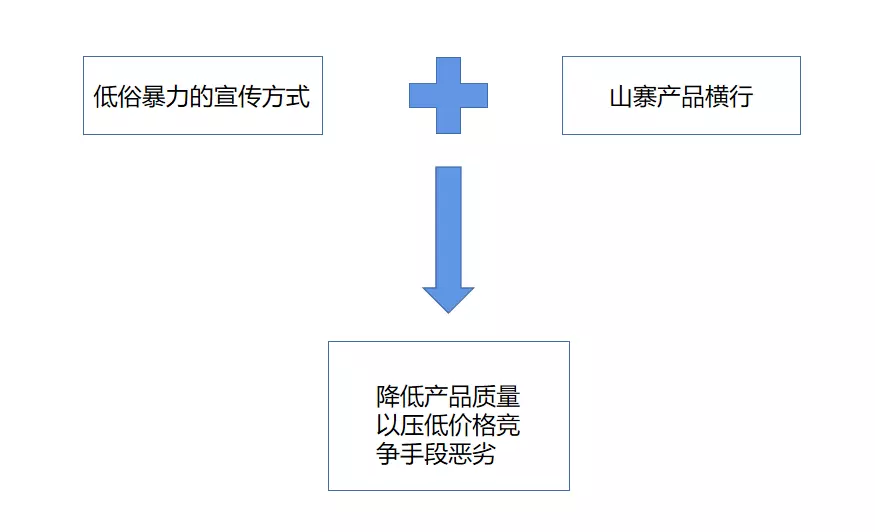 低俗暴力的宣传方式
山寨产品横行
降低产品质量
以压低价格竞
争手段恶劣